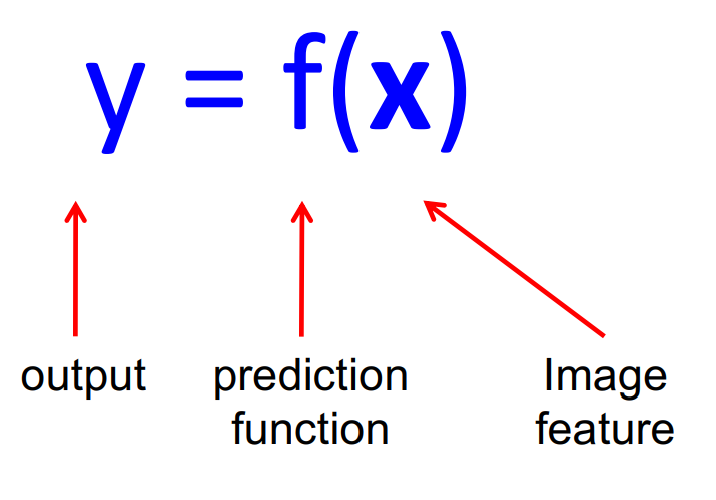 y = f(x)
output
prediction
function
Image
feature